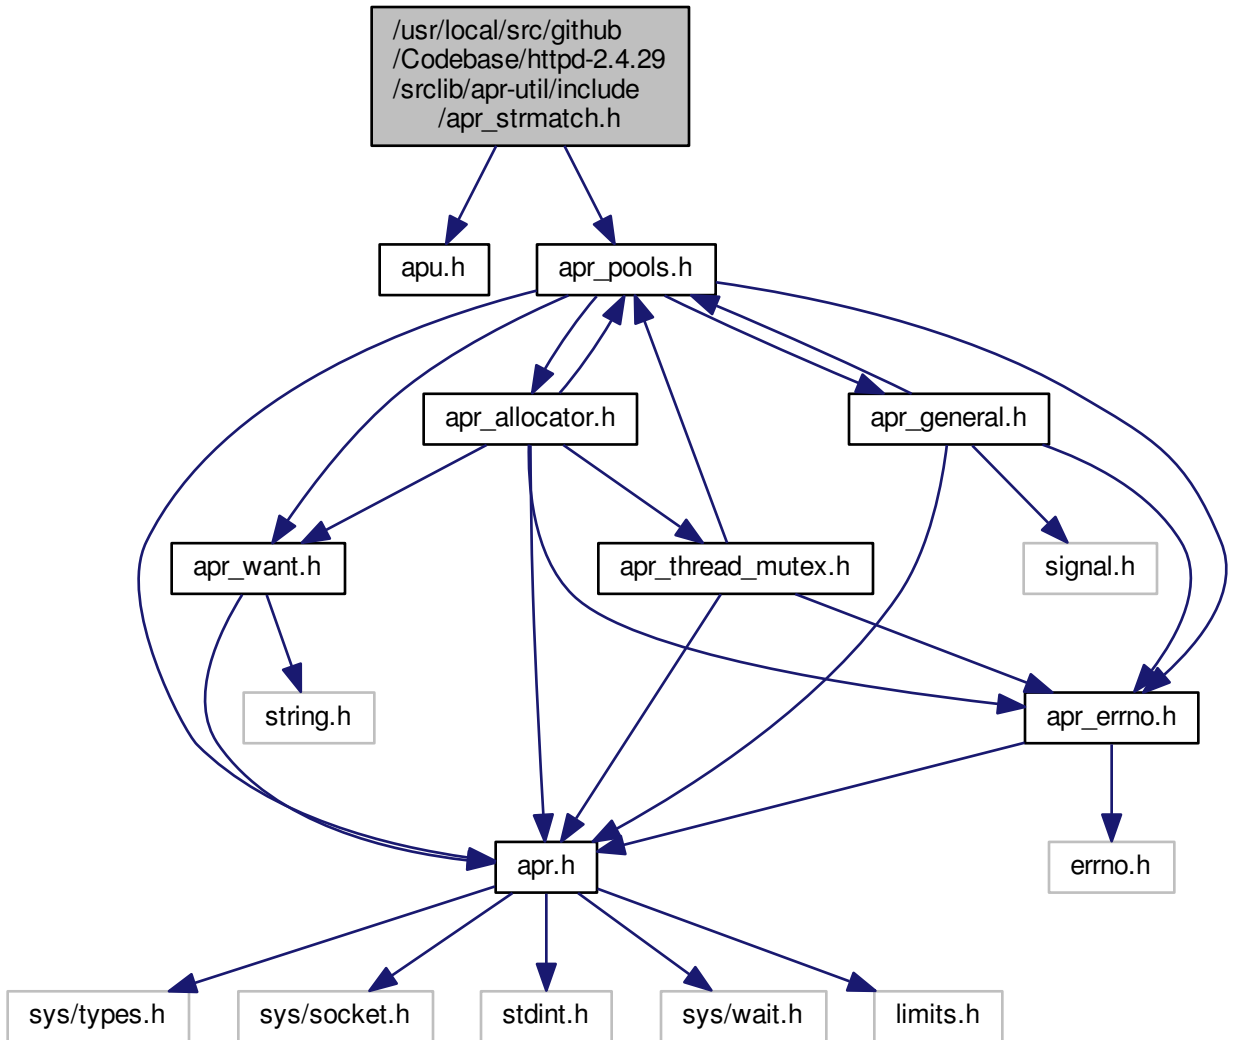 /usr/local/src/github
/Codebase/httpd-2.4.29
/srclib/apr-util/include
/apr_strmatch.h
apu.h
apr_pools.h
apr_allocator.h
apr_general.h
apr_want.h
apr_thread_mutex.h
signal.h
string.h
apr_errno.h
apr.h
errno.h
sys/types.h
sys/socket.h
stdint.h
sys/wait.h
limits.h